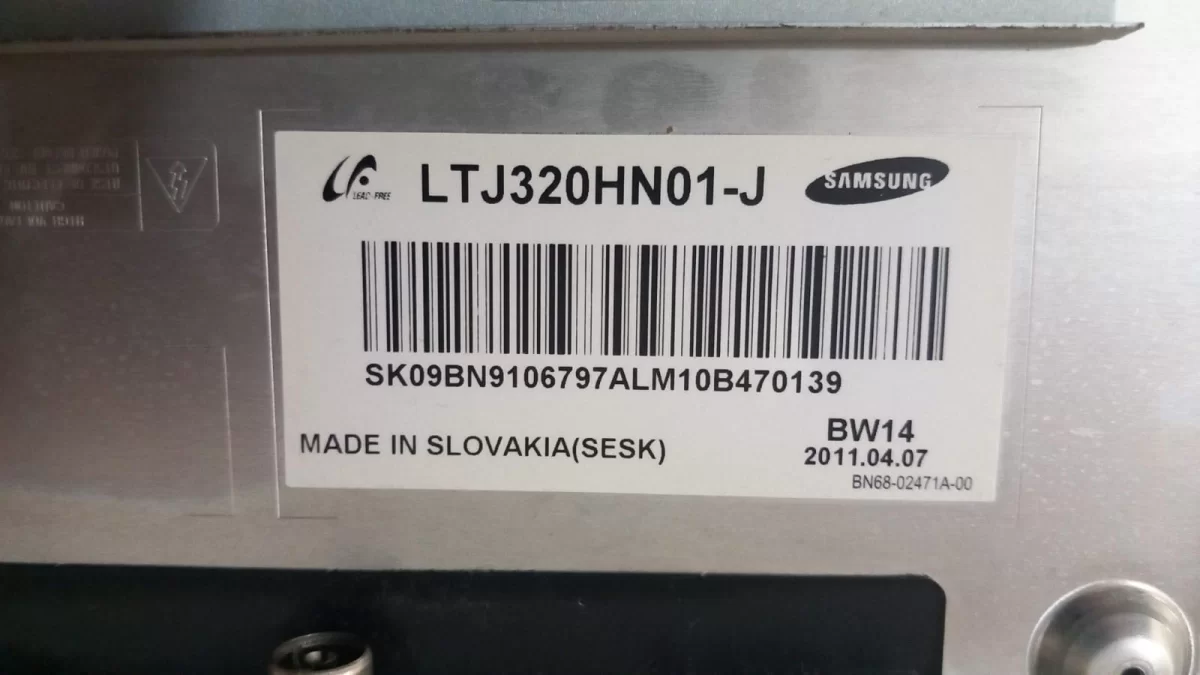 LEAD-FREE
LTJ320HN01-J
SAMSUNG
SK09BN9106797ALM10B470139
MADE IN SLOVAKIA(SESK)
BW14
2011.04.07
BN68-02471A-00